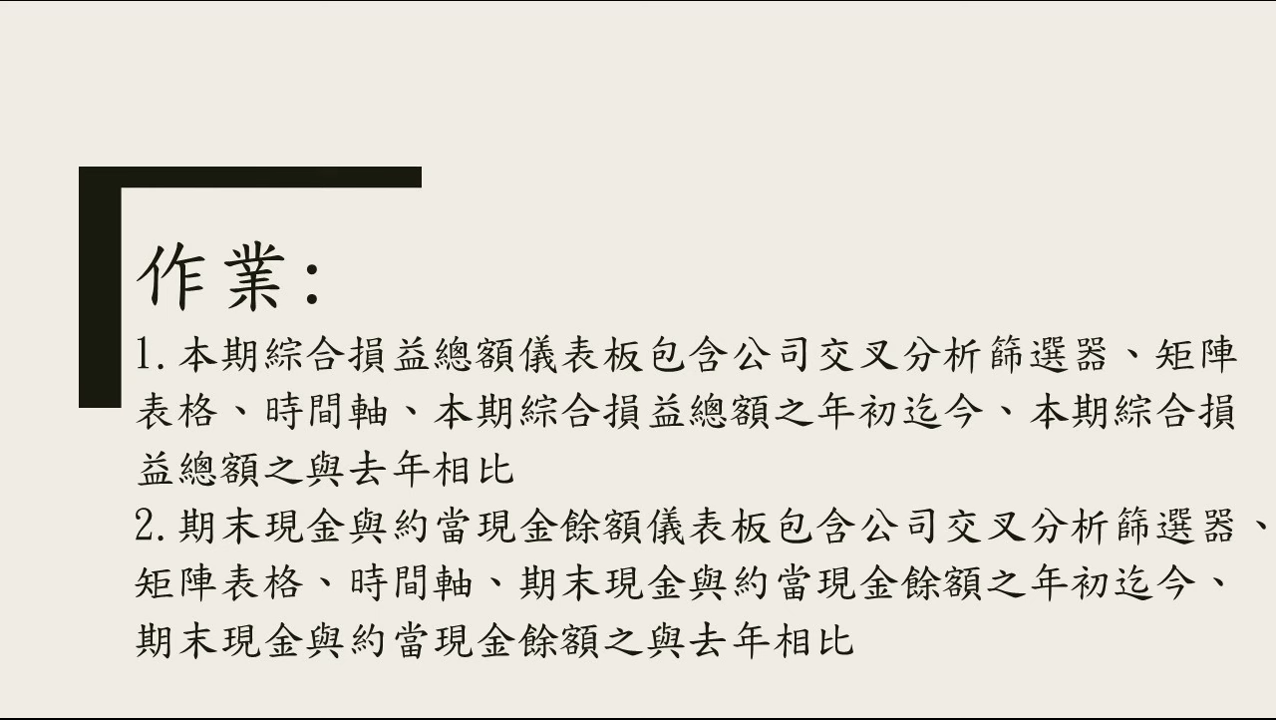 作業:
1.本期綜合損益總額儀表板包含公司交叉分析篩選器、矩陣
表格、時間軸、本期綜合損益總額之年初迄今、本期綜合損
益總額之與去年相比
2.期末現金與約當現金餘額儀表板包含公司交叉分析篩選器、
矩陣表格、時間軸、期末現金與約當現金餘額之年初迄今、
期末現金與約當現金餘額之與去年相比